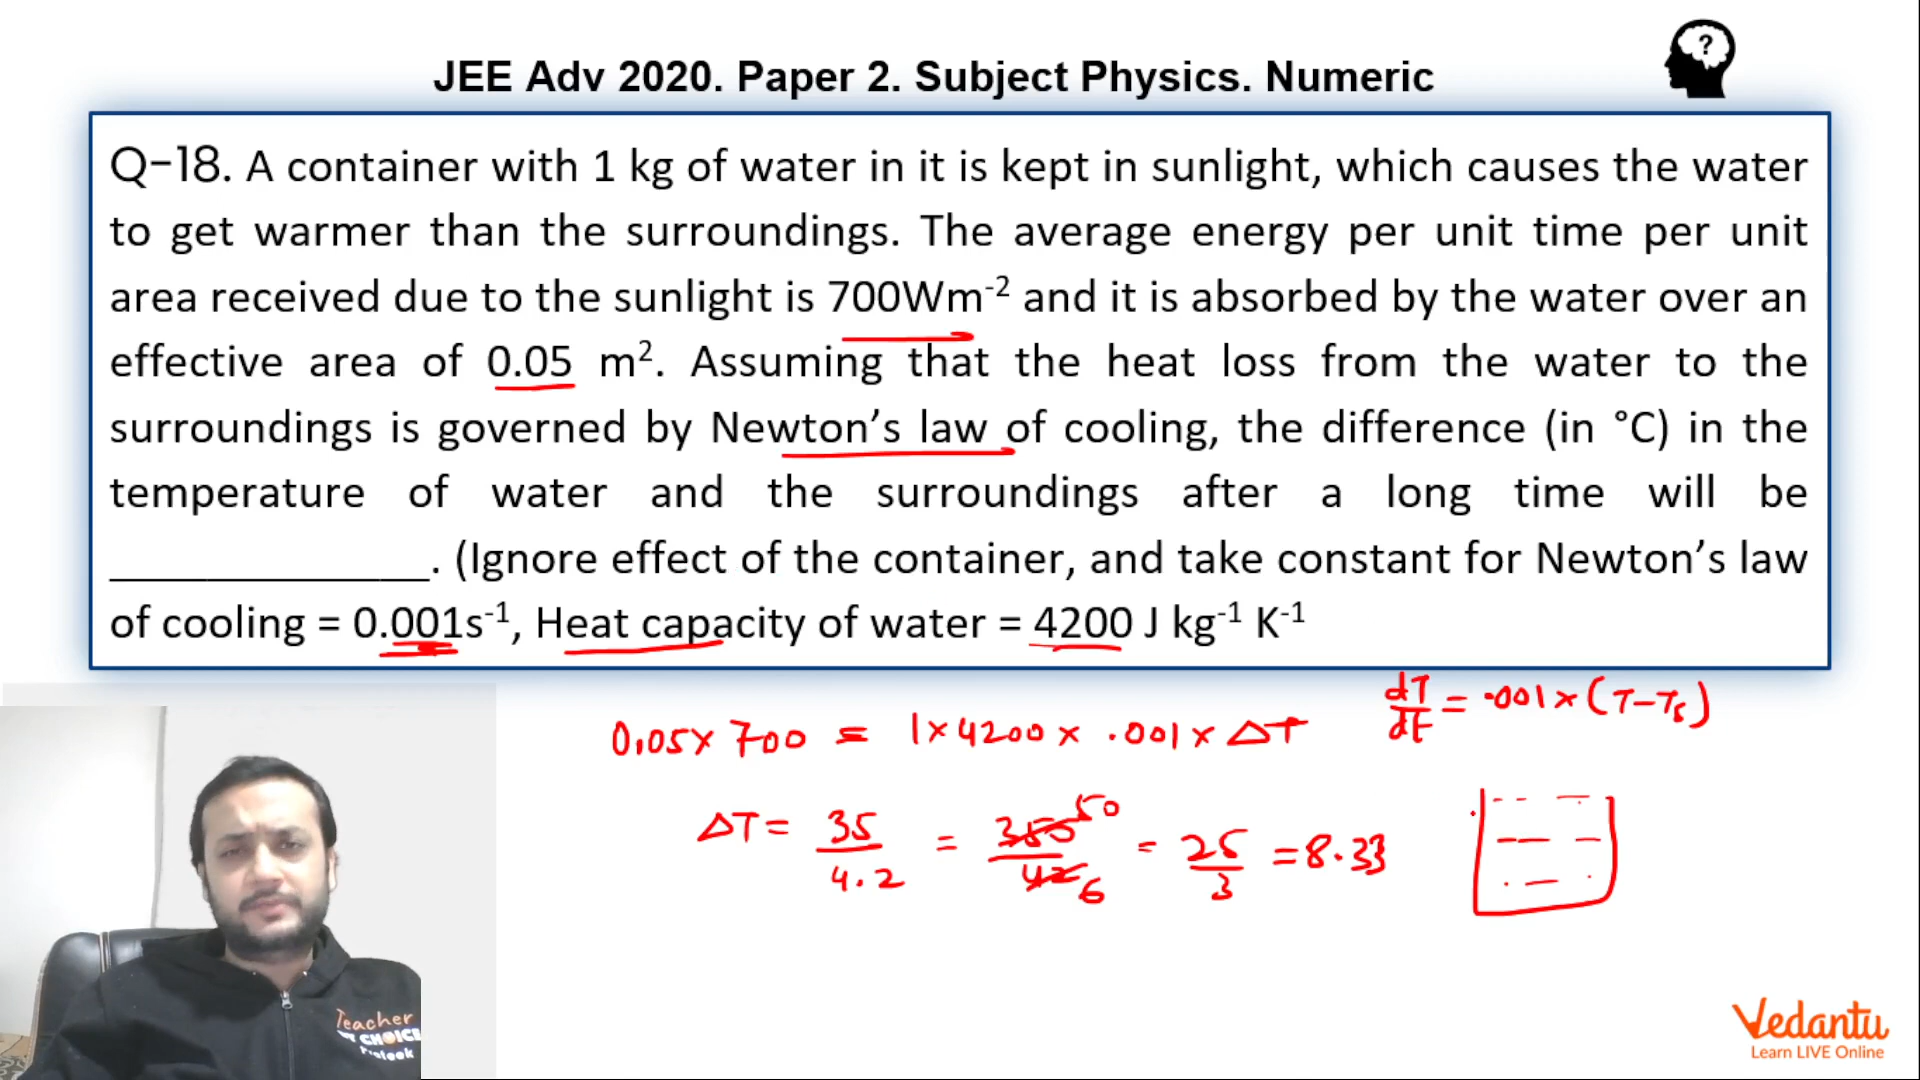 JEE Adv 2020. Paper 2. Subject Physics. Numeric
?
Q-18. A container with 1 kg of water in it is kept in sunlight, which causes the water
to get warmer than the surroundings. The average energy per unit time per unit
area received due to the sunlight is 700Wm⁻² and it is absorbed by the water over an
effective area of 0.05 m². Assuming that the heat loss from the water to the
surroundings is governed by Newton’s law of cooling, the difference (in °C) in the
temperature of water and the surroundings after a long time will be
______________. (Ignore effect of the container, and take constant for Newton’s law
of cooling = 0.001s⁻¹, Heat capacity of water = 4200 J kg⁻¹ K⁻¹
dT/dt = .001 × (T-Ts)
0.05 × 700 = 1 × 4200 × .001 × ΔT
ΔT = 35/4.2 = 350/42 50/6 = 25/3 = 8.33
Teacher
CHOICE
Vedantu
Learn LIVE Online